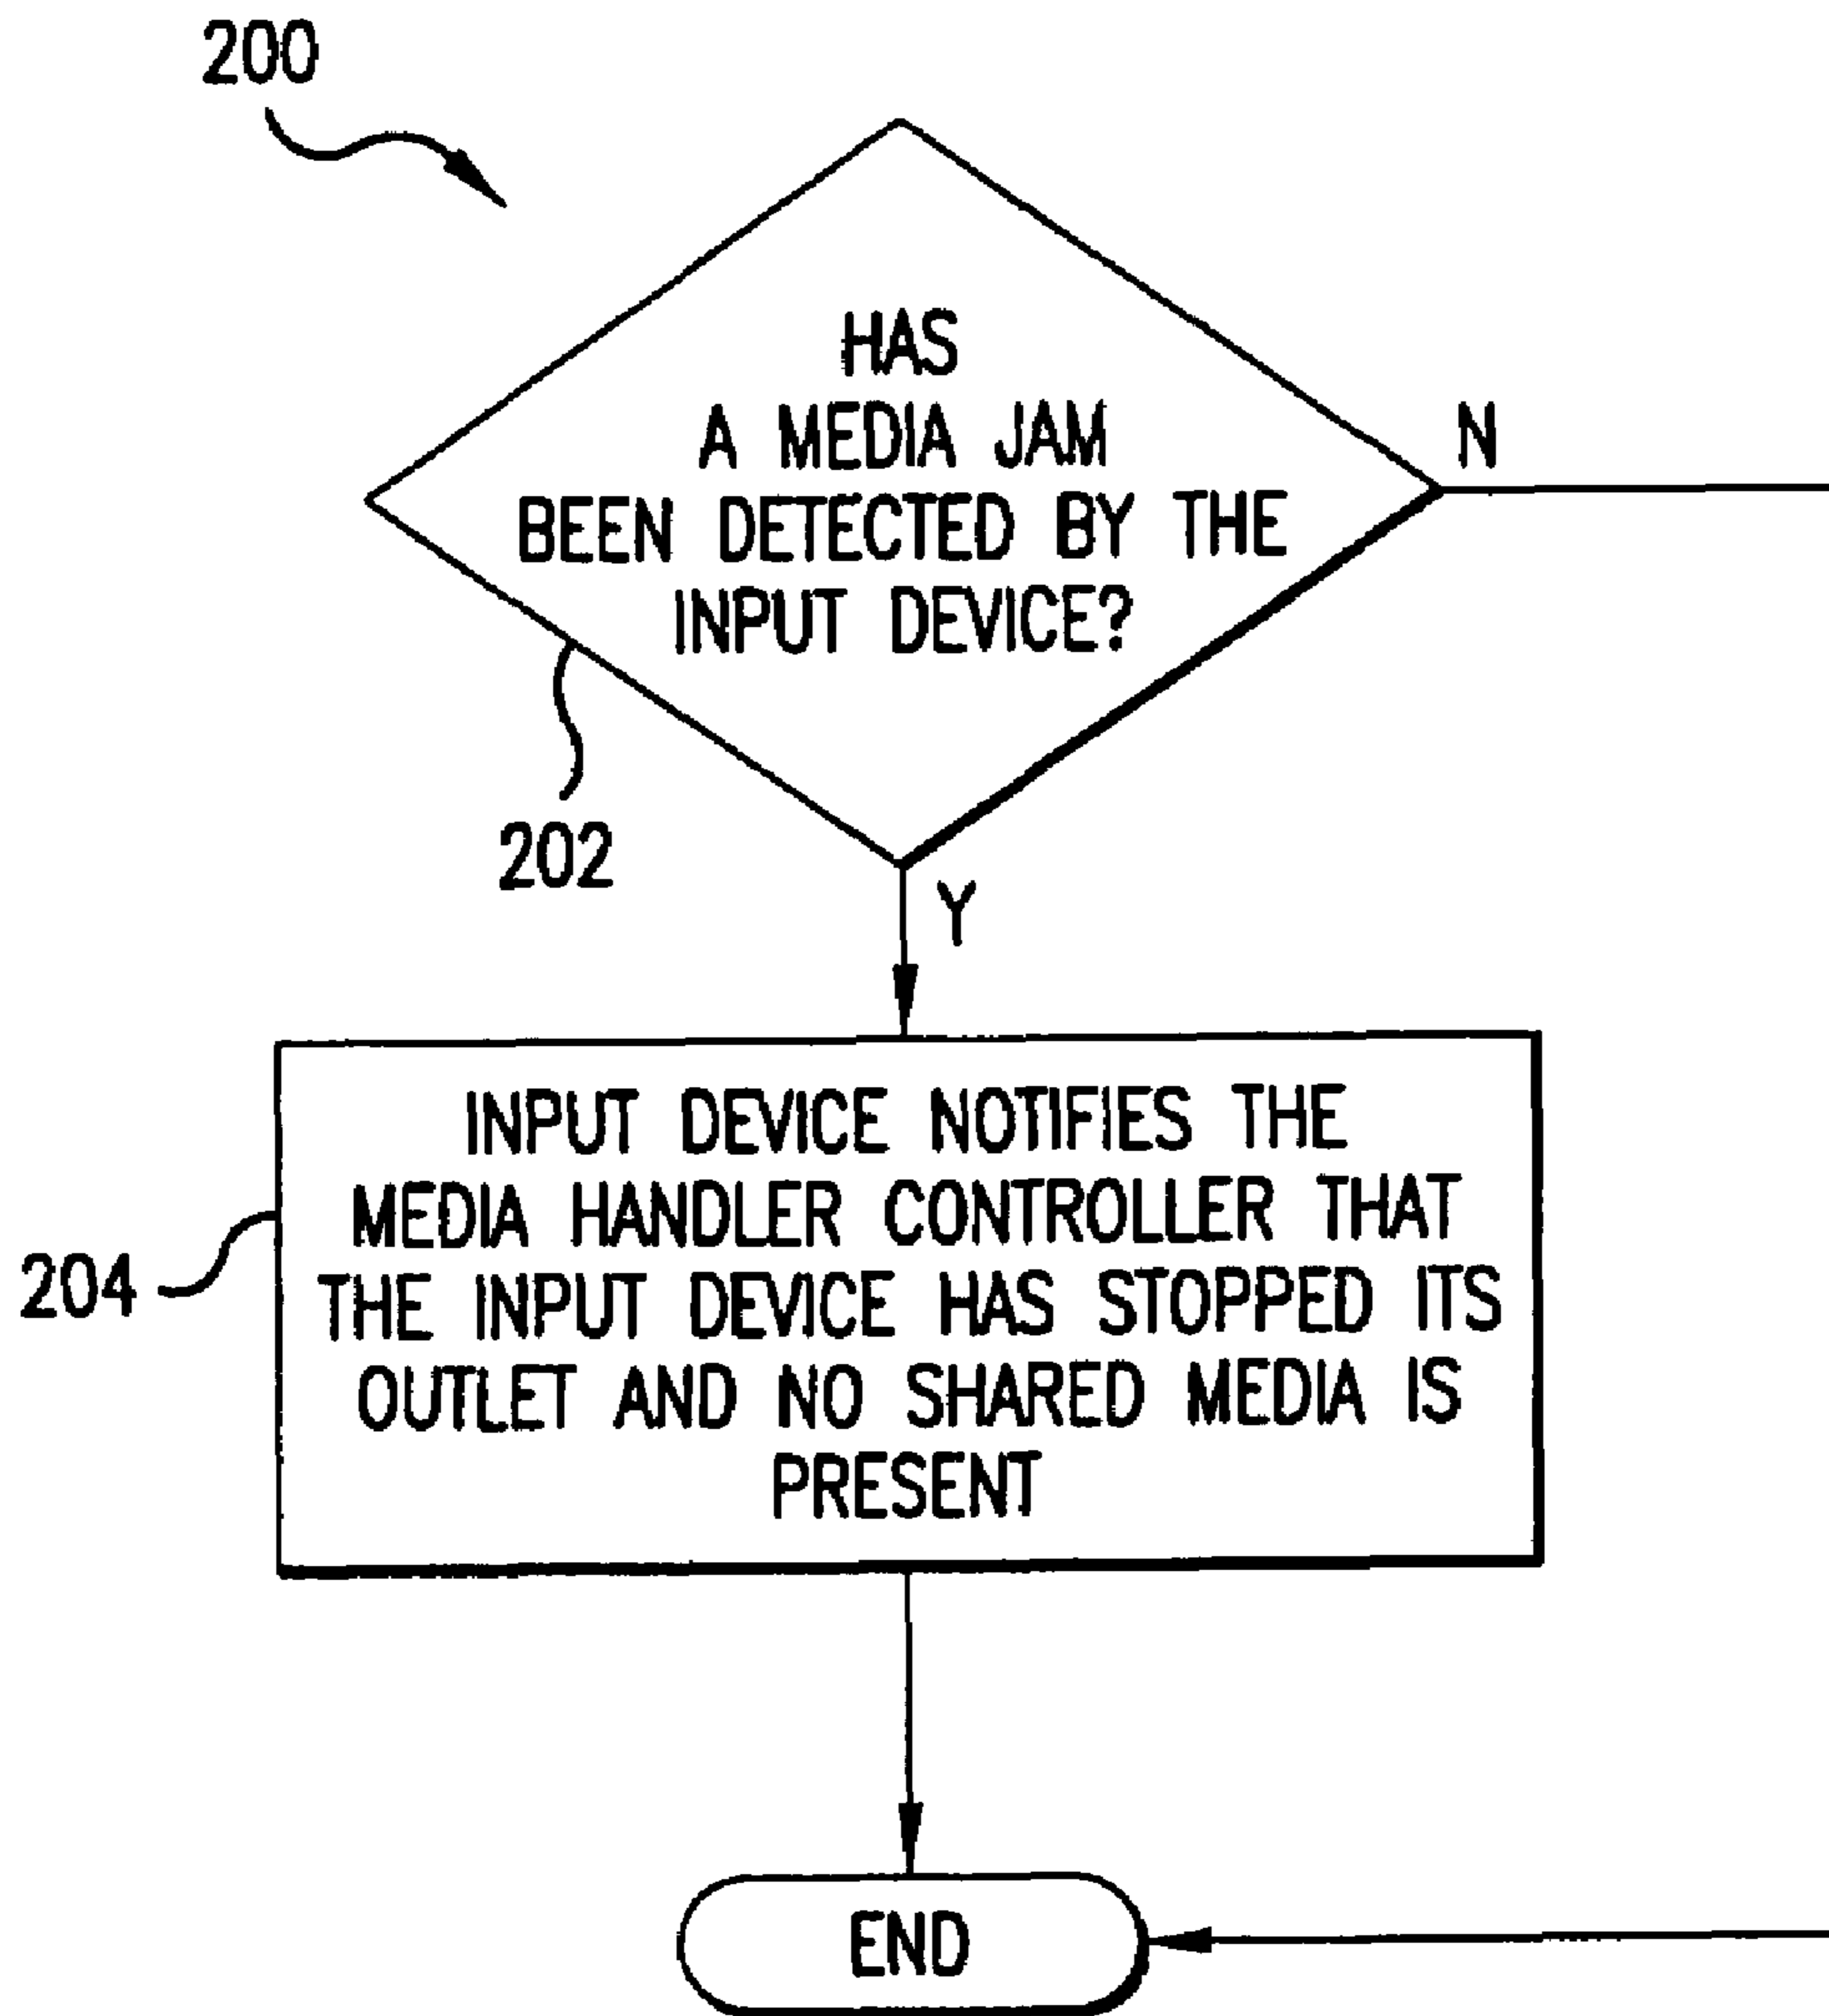 200
HAS
A MEDIA JAM
BEEN DETECTED BY THE
INPUT DEVICE?
N
202
Y
INPUT DEVICE NOTIFIES THE
MEDIA HANDLER CONTROLLER THAT
THE INPUT DEVICE HAS STOPPED ITS
OUTLET AND NO SHARED MEDIA IS
PRESENT
204
END